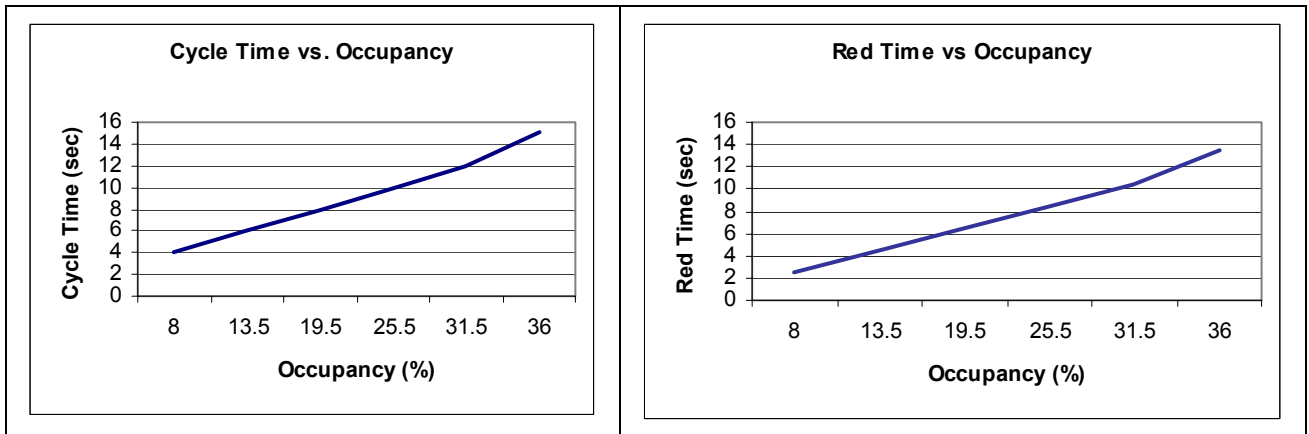 Cycle Time vs. Occupancy
16
14
12
10
8
6
4
2
0
Cycle Time (sec)
8 13.5 19.5 25.5 31.5 36
Occupancy (%)
Red Time vs Occupancy
16
14
12
10
8
6
4
2
0
Red Time (sec)
8 13.5 19.5 25.5 31.5 36
Occupancy (%)